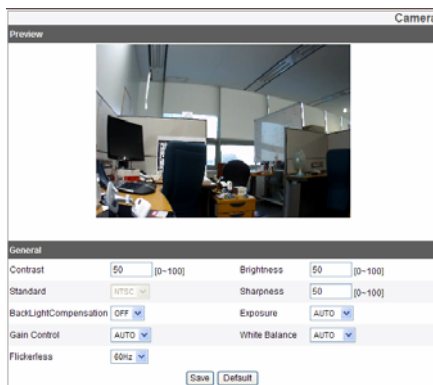 Camera
Preview
General
Contrast 50 [0~100] Brightness 50 [0~100]
Standard NTSC Sharpness 50 [0~100]
BackLightCompensation OFF Exposure AUTO
Gain Control AUTO White Balance AUTO
Flickerless 60Hz
Save Default